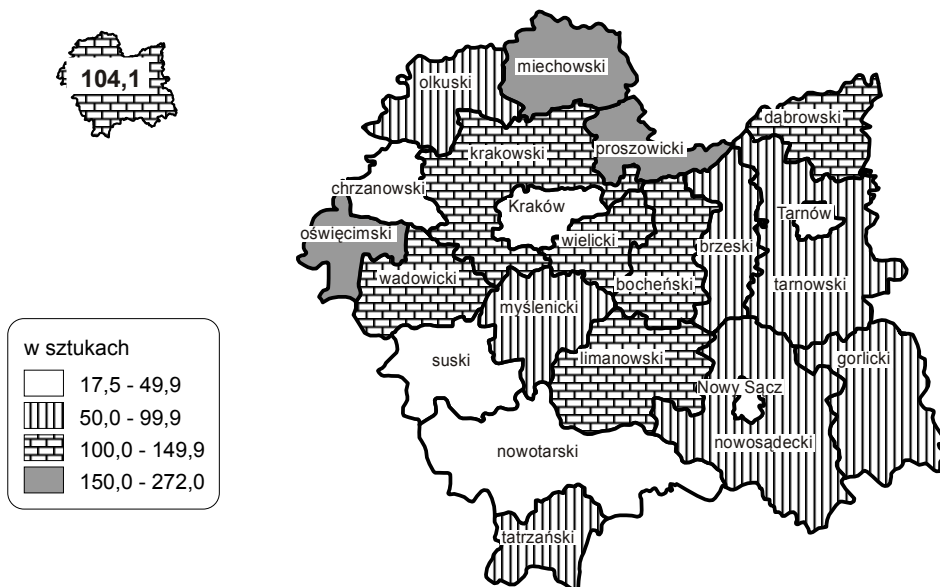 104,1
miechowski
olkuski
dąbrowski
proszowicki
krakowski
chrzanowski
Kraków
Tarnów
oświęcimski
wielicki
brzeski
wadowicki
bocheński
tarnowski
myślenicki
suski
limanowski
gorlicki
Nowy Sącz
nowosądecki
nowotarski
tatrzański
w sztukach
17,5 - 49,9
50,0 - 99,9
100,0 - 149,9
150,0 - 272,0